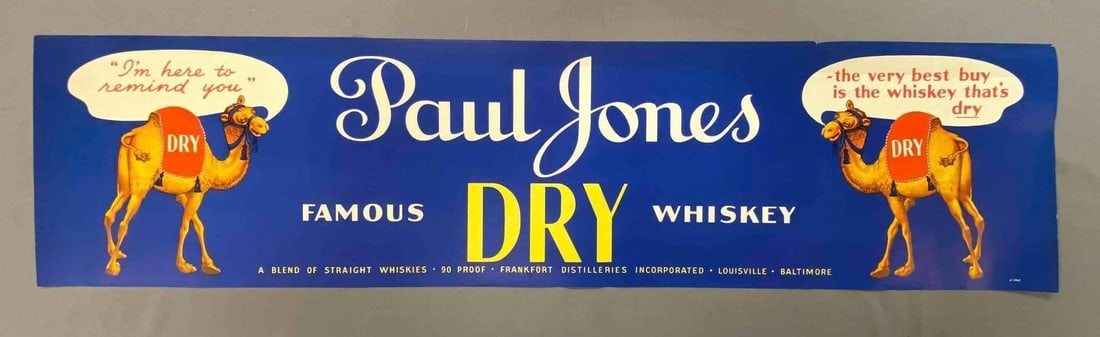 "I'm here to
remind you"
DRY
Paul Jones
FAMOUS DRY WHISKEY
A BLEND OF STRAIGHT WHISKIES · 90 PROOF · FRANKFORT DISTILLERIES INCORPORATED · LOUISVILLE · BALTIMORE
-the very best buy
is the whiskey that's
dry
DRY